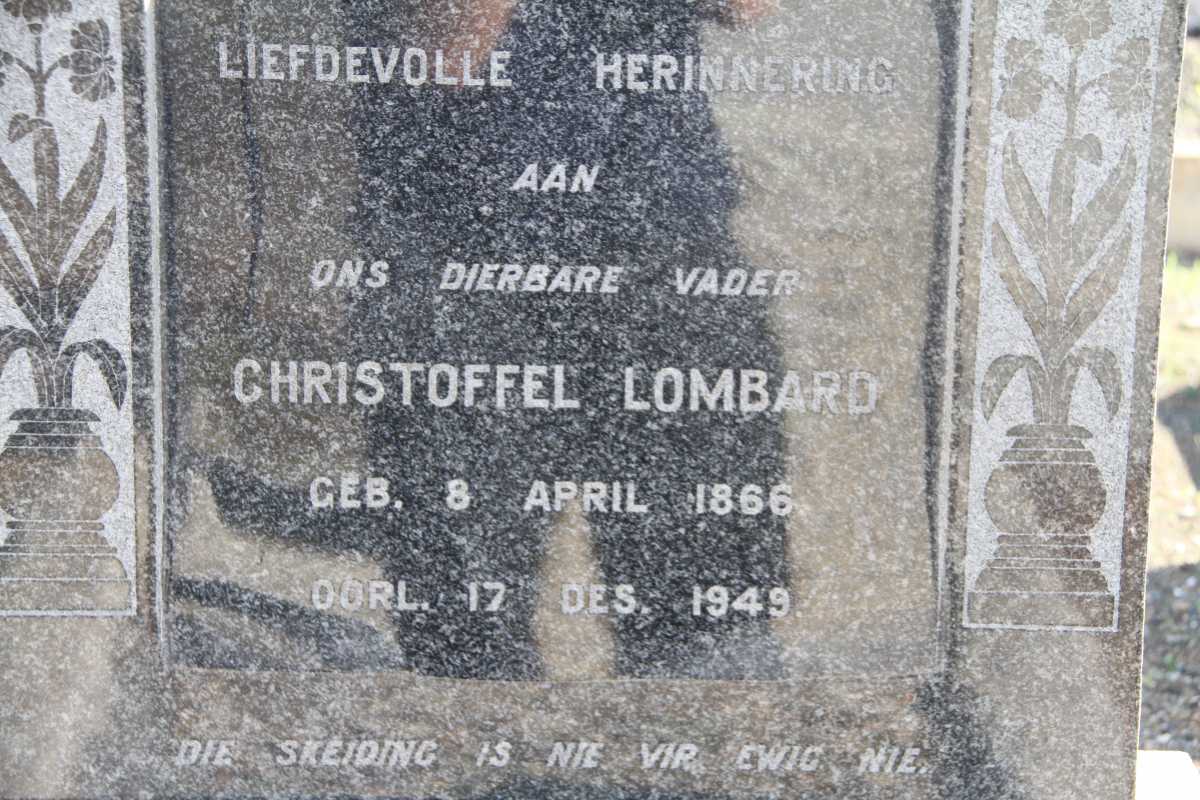 LIEFDEVOLLE HERINNERING
AAN
ONS DIERBARE VADER
CHRISTOFFEL LOMBARD
GEB. 8 APRIL 1866
OORL. 17 DES. 1949
DIE SKEIDING IS NIE VIR EWIG NIE.